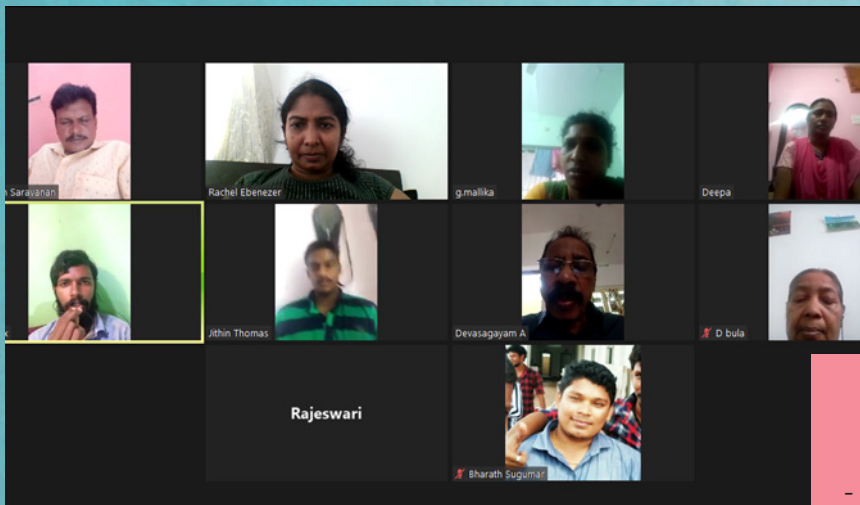 n Saravanan
Rachel Ebenezer
g.mallika
Deepa
x
Jithin Thomas
Devasagayam A
D bula
Rajeswari
Bharath Sugumar
-